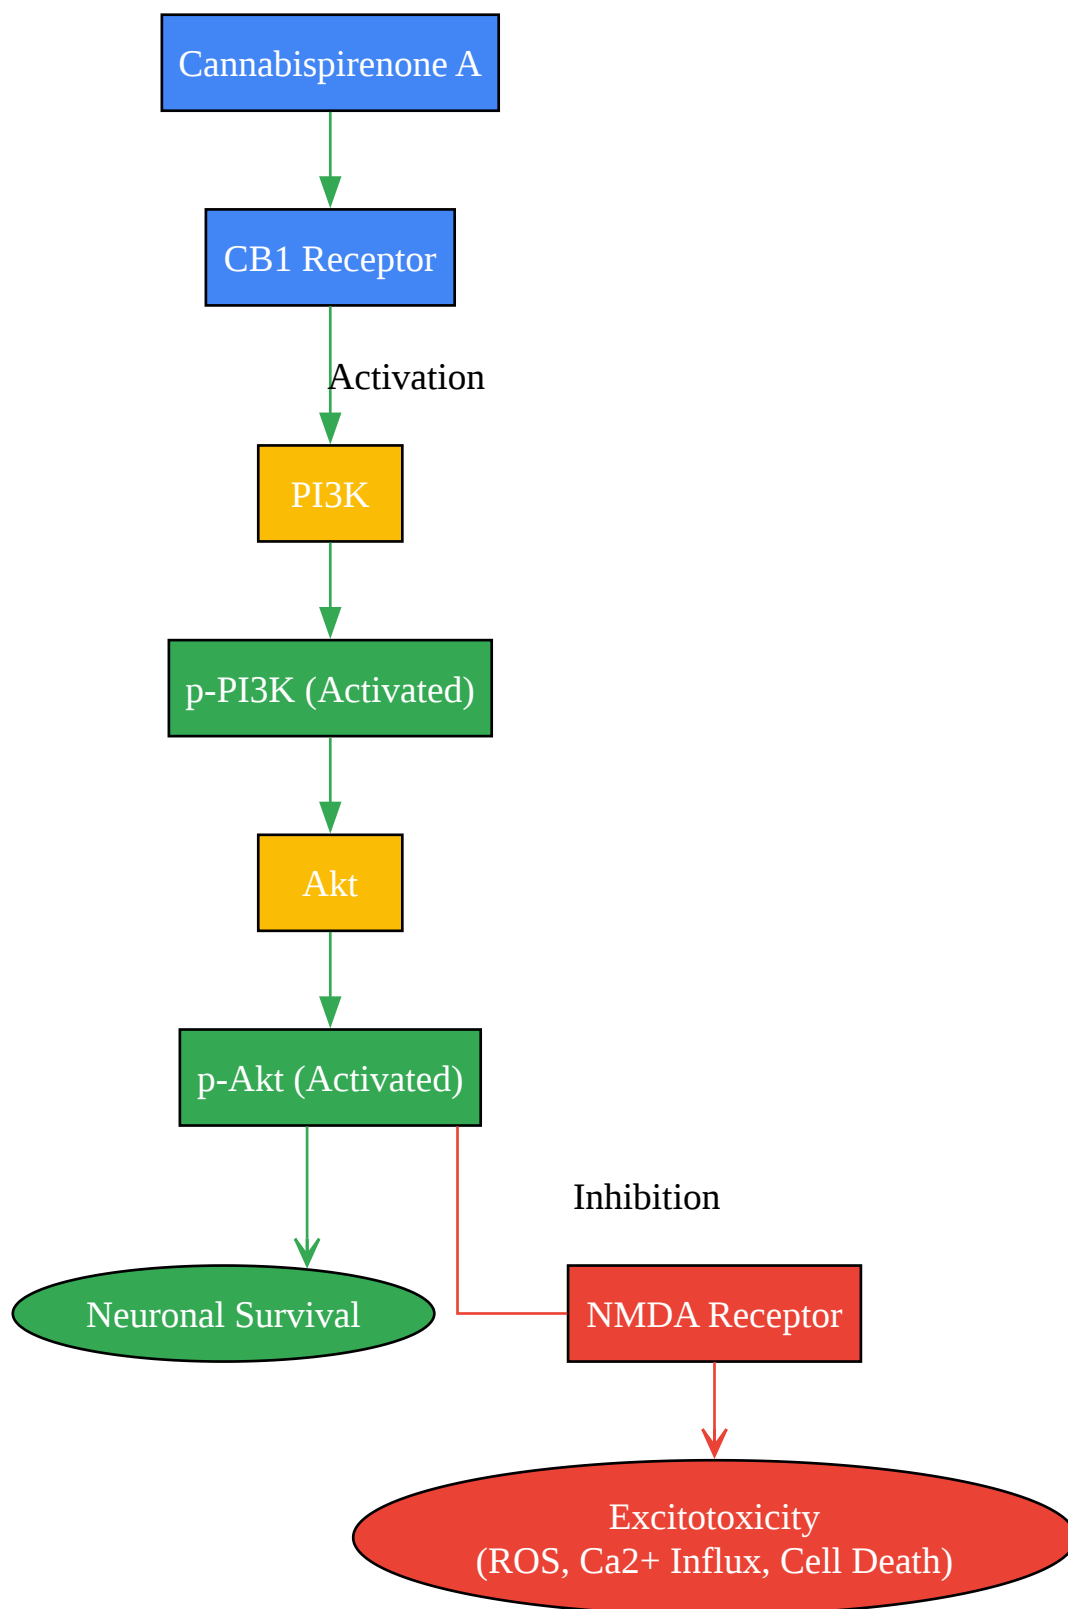 Cannabispirenone A
CB1 Receptor
Activation
PI3K
p-PI3K (Activated)
Akt
p-Akt (Activated)
Inhibition
Neuronal Survival
NMDA Receptor
Excitotoxicity
(ROS, Ca2+ Influx, Cell Death)